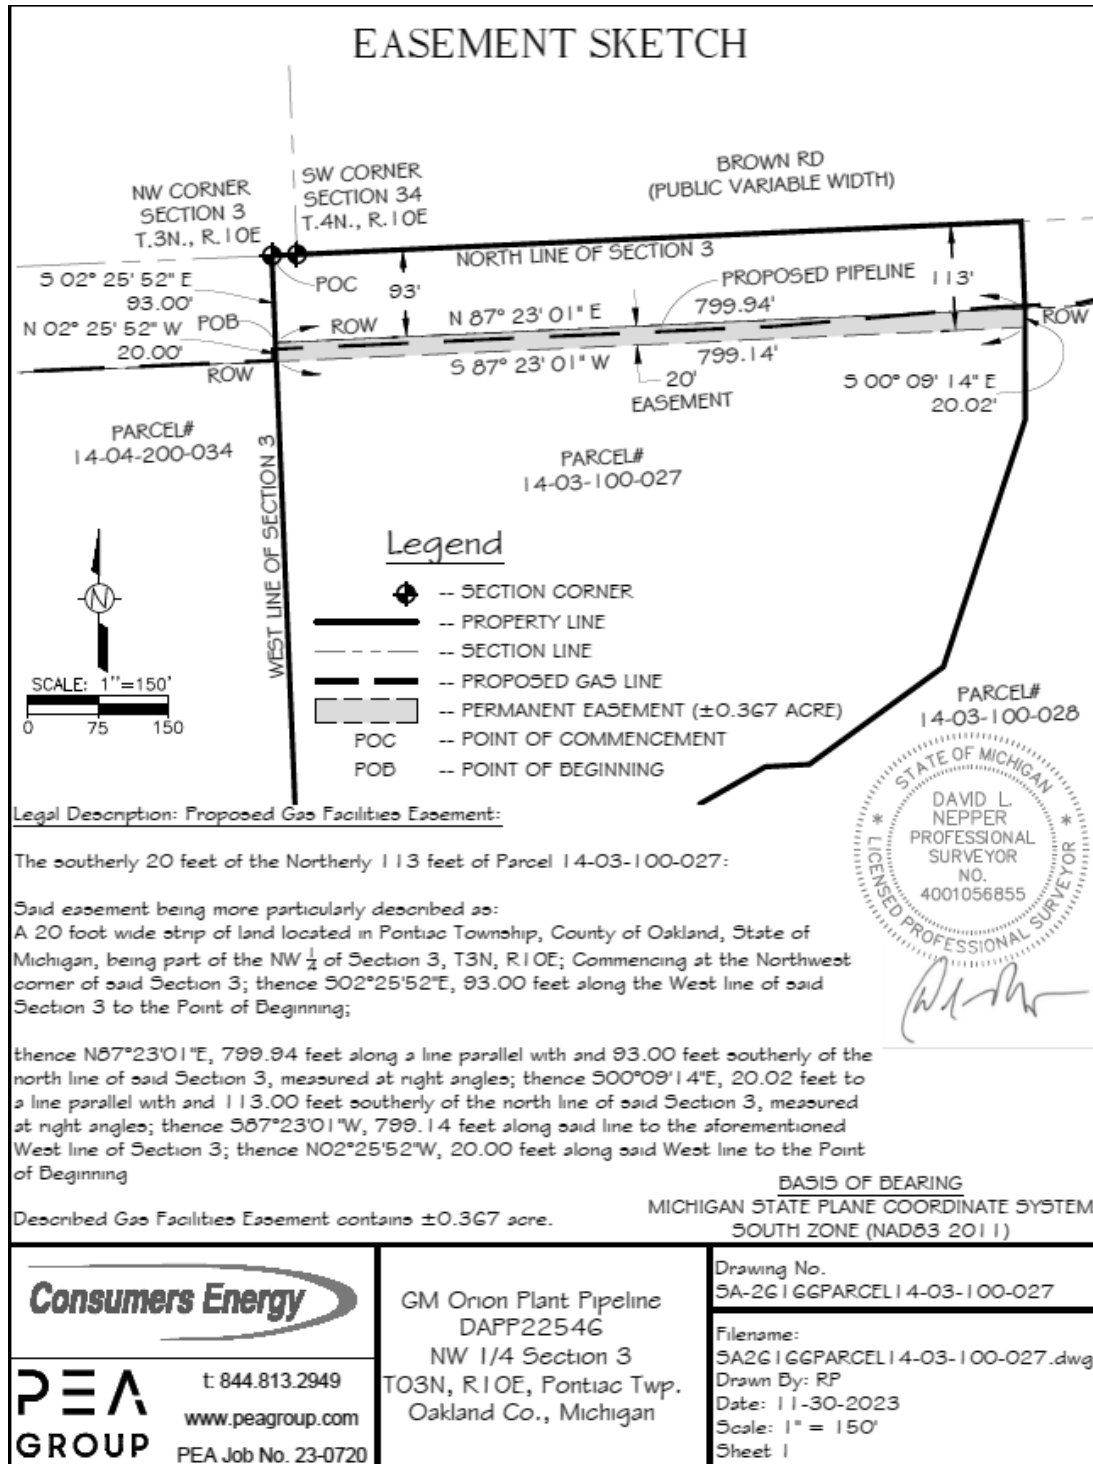 EASEMENT SKETCH
BROWN RD
(PUBLIC VARIABLE WIDTH)
NW CORNER
SECTION 3
T.3N., R.10E
SW CORNER
SECTION 34
T.4N., R.10E
NORTH LINE OF SECTION 3
S 02° 25' 52" E
93.00'
POC
93'
PROPOSED PIPELINE
113'
N 02° 25' 52" W
20.00'
POB
ROW
N 87° 23' 01" E
799.94'
ROW
ROW
S 87° 23' 01" W
799.14'
20'
EASEMENT
S 00° 09' 14" E
20.02'
PARCEL#
14-04-200-034
PARCEL#
14-03-100-027
WEST LINE OF SECTION 3
N
SCALE: 1"=150'
0 75 150
Legend
-- SECTION CORNER
-- PROPERTY LINE
-- SECTION LINE
-- PROPOSED GAS LINE
-- PERMANENT EASEMENT (±0.367 ACRE)
POC -- POINT OF COMMENCEMENT
POB -- POINT OF BEGINNING
PARCEL#
14-03-100-028
STATE OF MICHIGAN
DAVID L.
NEPPER
PROFESSIONAL
SURVEYOR
NO.
4001056855
* LICENSED PROFESSIONAL SURVEYOR *
Legal Description: Proposed Gas Facilities Easement:
The southerly 20 feet of the Northerly 113 feet of Parcel 14-03-100-027:
Said easement being more particularly described as:
A 20 foot wide strip of land located in Pontiac Township, County of Oakland, State of
Michigan, being part of the NW 1/4 of Section 3, T3N, R10E; Commencing at the Northwest
corner of said Section 3; thence S02°25'52"E, 93.00 feet along the West line of said
Section 3 to the Point of Beginning;
thence N87°23'01"E, 799.94 feet along a line parallel with and 93.00 feet southerly of the
north line of said Section 3, measured at right angles; thence S00°09'14"E, 20.02 feet to
a line parallel with and 113.00 feet southerly of the north line of said Section 3, measured
at right angles; thence S87°23'01"W, 799.14 feet along said line to the aforementioned
West line of Section 3; thence N02°25'52"W, 20.00 feet along said West line to the Point
of Beginning
Described Gas Facilities Easement contains ±0.367 acre.
BASIS OF BEARING
MICHIGAN STATE PLANE COORDINATE SYSTEM
SOUTH ZONE (NAD83 2011)
Consumers Energy
PEA
GROUP
t: 844.813.2949
www.peagroup.com
PEA Job No. 23-0720
GM Orion Plant Pipeline
DAPP22546
NW 1/4 Section 3
T03N, R10E, Pontiac Twp.
Oakland Co., Michigan
Drawing No.
SA-26166PARCEL14-03-100-027
Filename:
SA26166PARCEL14-03-100-027.dwg
Drawn By: RP
Date: 11-30-2023
Scale: 1" = 150'
Sheet 1